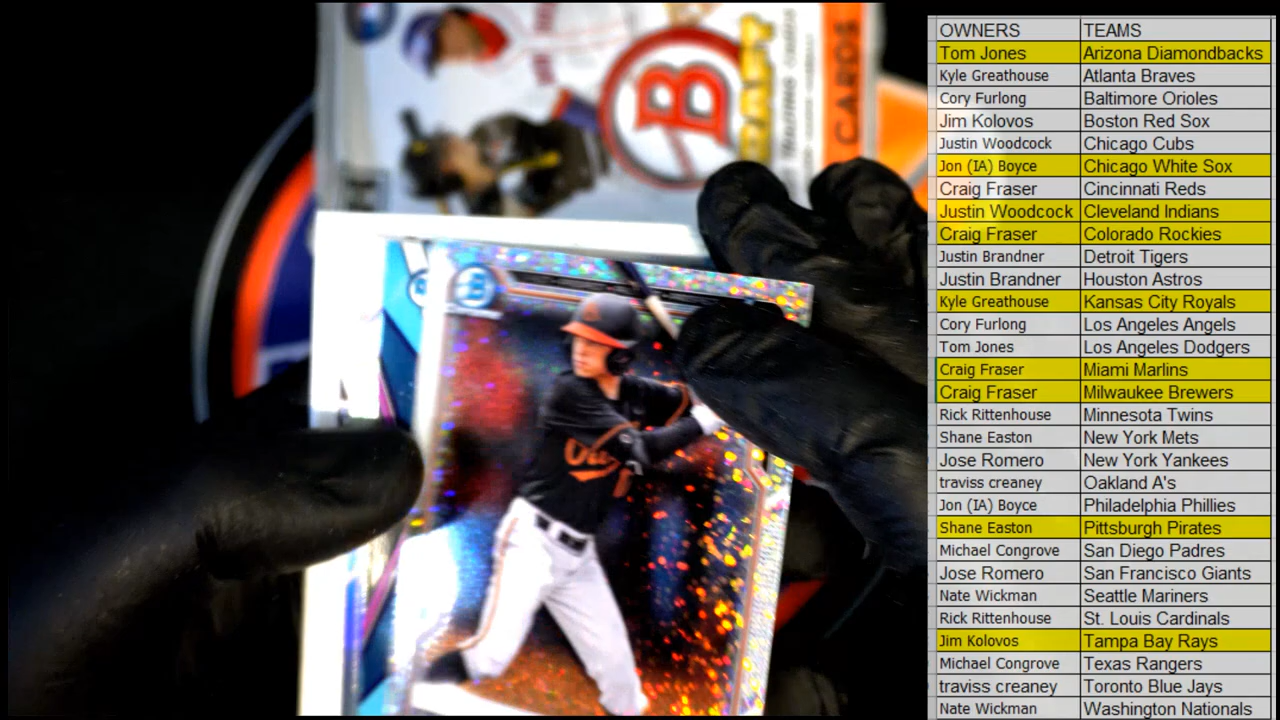 B
CARDS
B
OWNERS TEAMS
Tom Jones Arizona Diamondbacks
Kyle Greathouse Atlanta Braves
Cory Furlong Baltimore Orioles
Jim Kolovos Boston Red Sox
Justin Woodcock Chicago Cubs
Jon (IA) Boyce Chicago White Sox
Craig Fraser Cincinnati Reds
Justin Woodcock Cleveland Indians
Craig Fraser Colorado Rockies
Justin Brandner Detroit Tigers
Justin Brandner Houston Astros
Kyle Greathouse Kansas City Royals
Cory Furlong Los Angeles Angels
Tom Jones Los Angeles Dodgers
Craig Fraser Miami Marlins
Craig Fraser Milwaukee Brewers
Rick Rittenhouse Minnesota Twins
Shane Easton New York Mets
Jose Romero New York Yankees
traviss creaney Oakland A's
Jon (IA) Boyce Philadelphia Phillies
Shane Easton Pittsburgh Pirates
Michael Congrove San Diego Padres
Jose Romero San Francisco Giants
Nate Wickman Seattle Mariners
Rick Rittenhouse St. Louis Cardinals
Jim Kolovos Tampa Bay Rays
Michael Congrove Texas Rangers
traviss creaney Toronto Blue Jays
Nate Wickman Washington Nationals